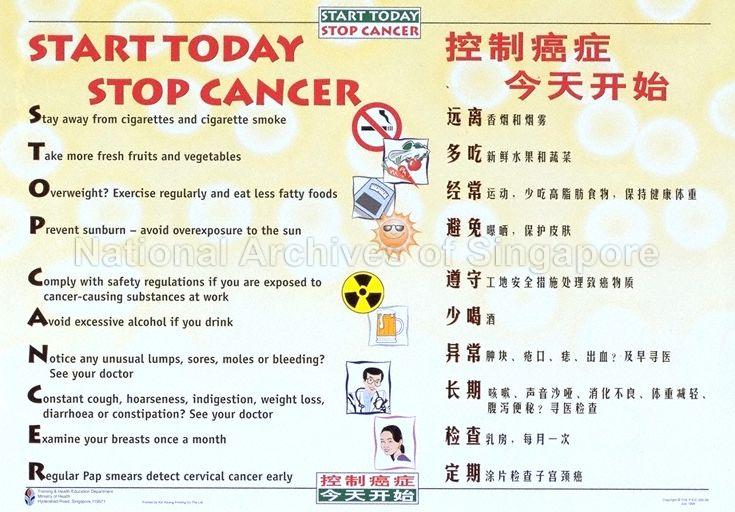 START TODAY
STOP CANCER
START TODAY
STOP CANCER
Stay away from cigarettes and cigarette smoke
Take more fresh fruits and vegetables
Overweight? Exercise regularly and eat less fatty foods
Prevent sunburn – avoid overexposure to the sun
Comply with safety regulations if you are exposed to
cancer-causing substances at work
Avoid excessive alcohol if you drink
Notice any unusual lumps, sores, moles or bleeding?
See your doctor
Constant cough, hoarseness, indigestion, weight loss,
diarrhoea or constipation? See your doctor
Examine your breasts once a month
Regular Pap smears detect cervical cancer early
控制癌症
今天开始
远离香烟和烟雾
多吃新鲜水果和蔬菜
经常运动，少吃高脂肪食物，保持健康体重
避免曝晒，保护皮肤
遵守工地安全措施处理致癌物质
少喝酒
异常肿块、疮口、痣、出血？及早寻医
长期咳嗽、声音沙哑、消化不良、体重减轻、
腹泻便秘？寻医检查
检查乳房，每月一次
定期涂片检查子宫颈癌
控制癌症
今天开始
National Archives of Singapore
Training & Health Education Department
Ministry of Health
Hyderabad Road, Singapore 119571